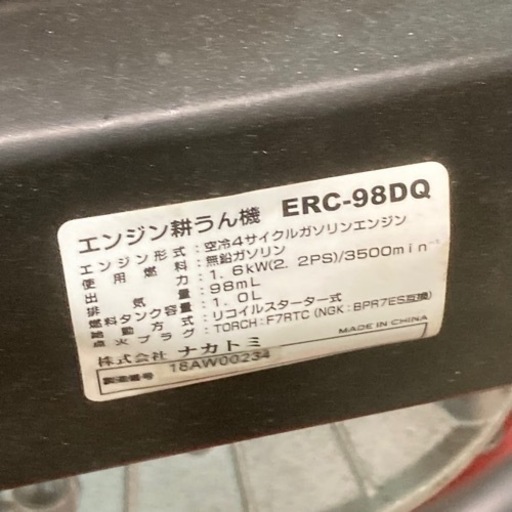 エンジン耕うん機 ERC-98DQ
エンジン形式:空冷4サイクルガソリンエンジン
使用燃料:無鉛ガソリン
出力:1.6kW(2.2PS)/3500min⁻¹
排気量:98mL
燃料タンク容量:1.0L
始動方式:リコイルスターター式
点火プラグ:TORCH:F7RTC(NGK:BPR7ES互換)
株式会社 ナカトミ MADE IN CHINA
製造番号 18AW00234